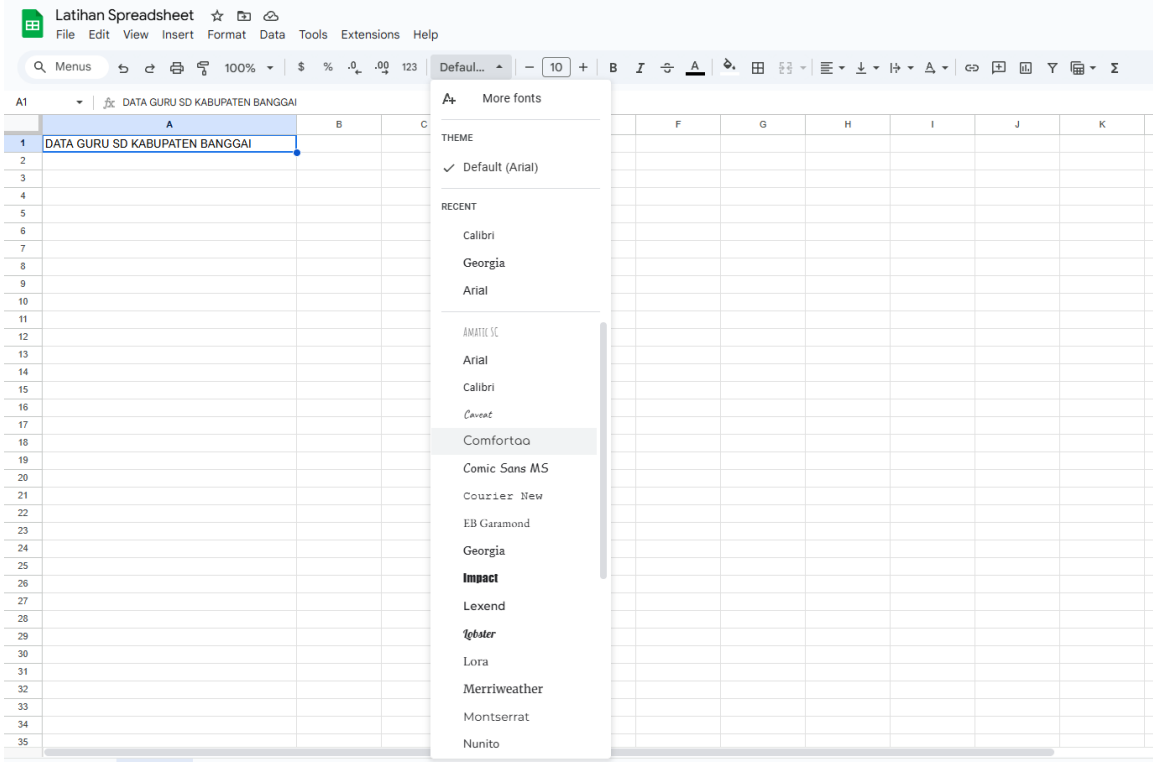 Latihan Spreadsheet
File Edit View Insert Format Data Tools Extensions Help
Menus 100% $ % .0 .00 123 Defaul... - 10 + B I A
A1 fx DATA GURU SD KABUPATEN BANGGAI
A B C F G H I J K
1 DATA GURU SD KABUPATEN BANGGAI
2
3
4
5
6
7
8
9
10
11
12
13
14
15
16
17
18
19
20
21
22
23
24
25
26
27
28
29
30
31
32
33
34
35
More fonts
THEME
Default (Arial)
RECENT
Calibri
Georgia
Arial
Amatic SC
Arial
Calibri
Caveat
Comfortaa
Comic Sans MS
Courier New
EB Garamond
Georgia
Impact
Lexend
Lobster
Lora
Merriweather
Montserrat
Nunito